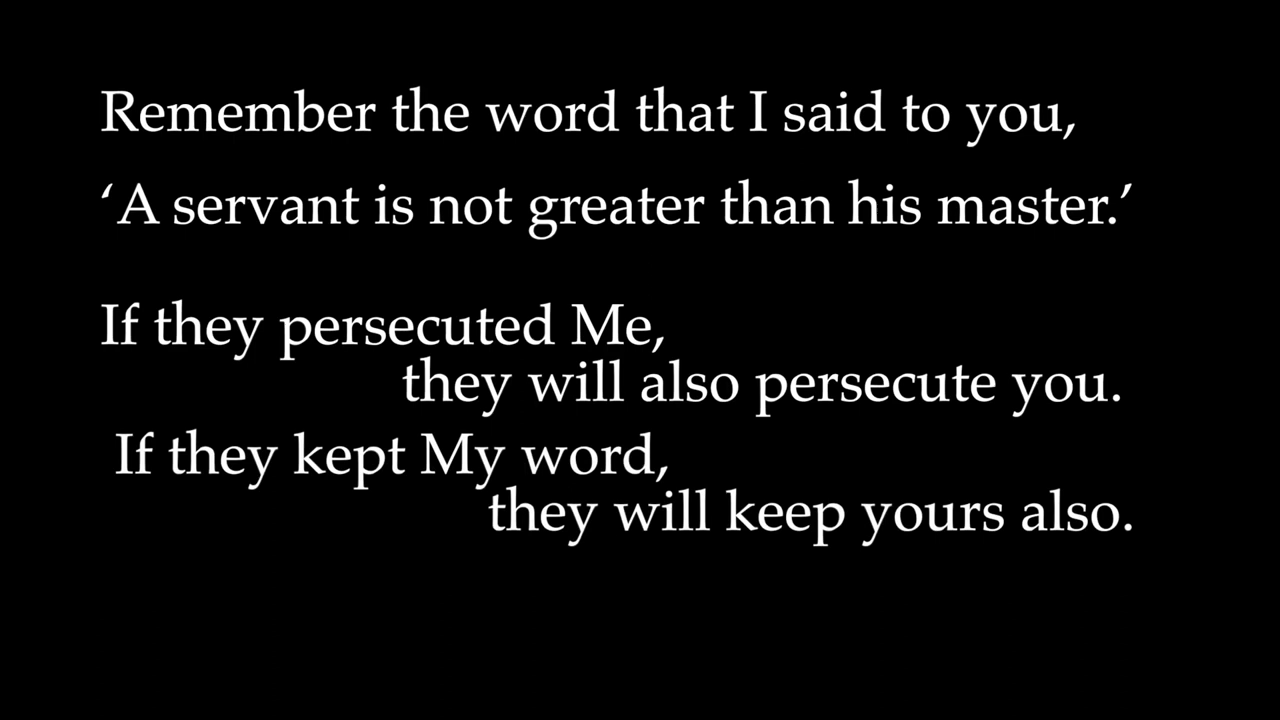 Remember the word that I said to you,
‘A servant is not greater than his master.’
If they persecuted Me,
they will also persecute you.
If they kept My word,
they will keep yours also.